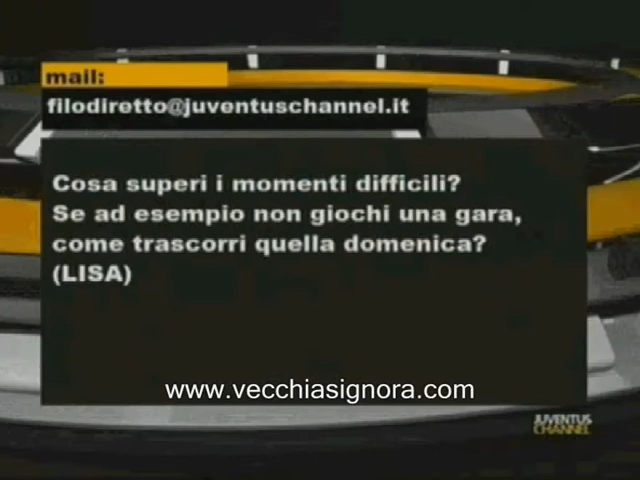 mail:
filodiretto@juventuschannel.it
Cosa superi i momenti difficili?
Se ad esempio non giochi una gara,
come trascorri quella domenica?
(LISA)
www.vecchiasignora.com
JUVENTUS
CHANNEL